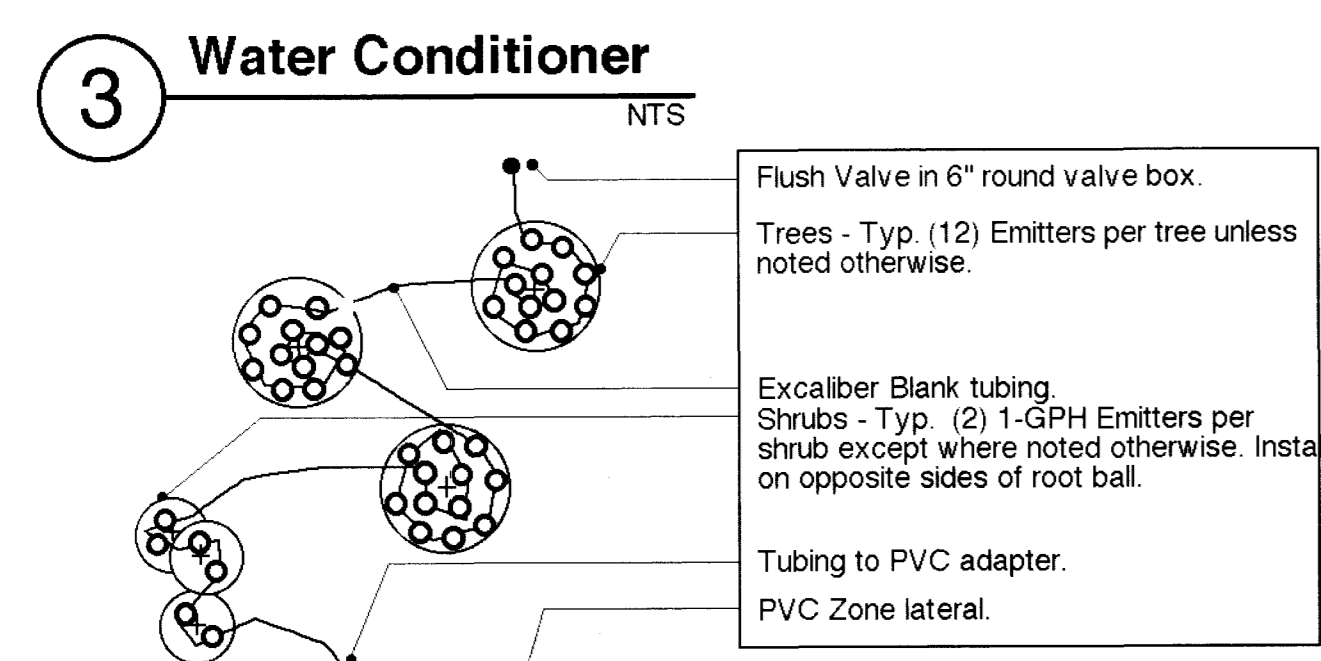 3
Water Conditioner
NTS
Flush Valve in 6" round valve box.
Trees - Typ. (12) Emitters per tree unless
noted otherwise.
Excaliber Blank tubing.
Shrubs - Typ. (2) 1-GPH Emitters per
shrub except where noted otherwise. Insta
on opposite sides of root ball.
Tubing to PVC adapter.
PVC Zone lateral.